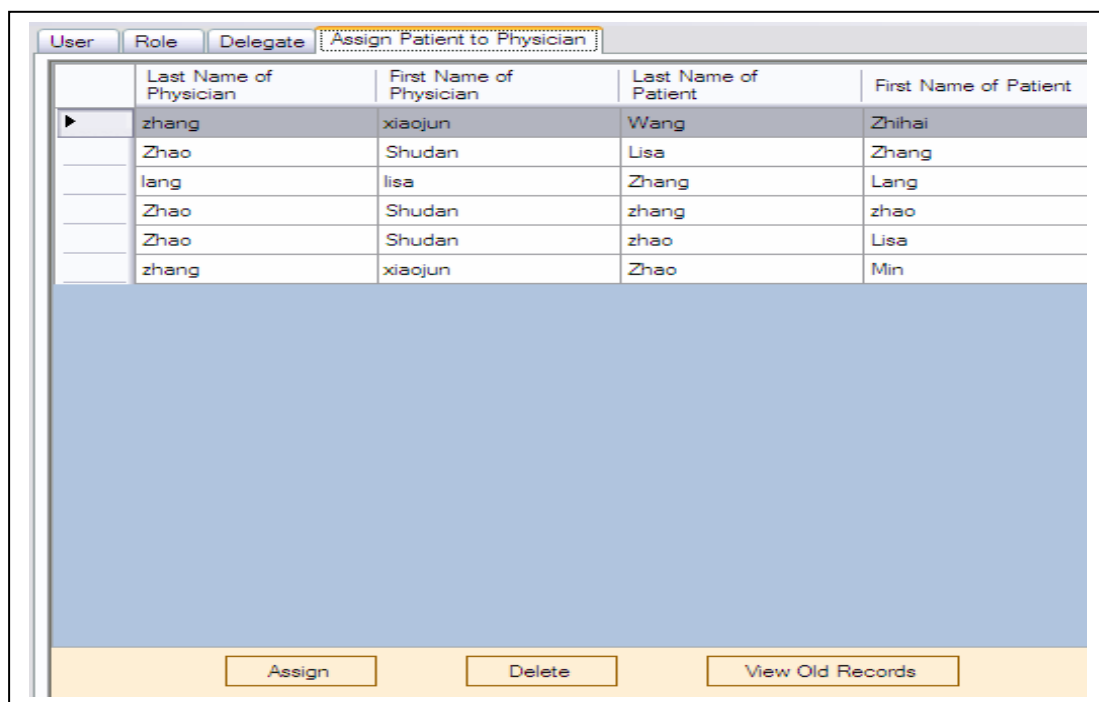 User Role Delegate Assign Patient to Physician
Last Name of Physician First Name of Physician Last Name of Patient First Name of Patient
zhang xiaojun Wang Zhihai
Zhao Shudan Lisa Zhang
lang lisa Zhang Lang
Zhao Shudan zhang zhao
Zhao Shudan zhao Lisa
zhang xiaojun Zhao Min
Assign Delete View Old Records